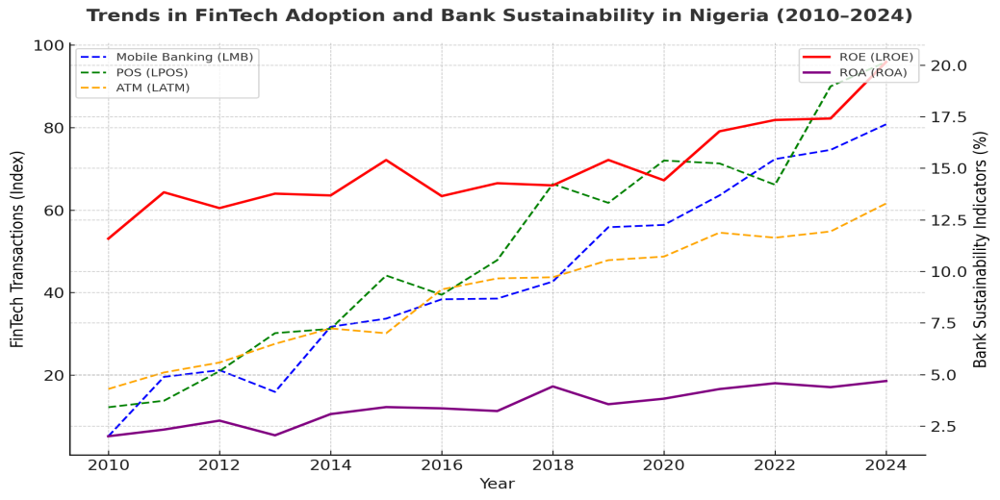 Trends in FinTech Adoption and Bank Sustainability in Nigeria (2010–2024)
Mobile Banking (LMB)
POS (LPOS)
ATM (LATM)
ROE (LROE)
ROA (ROA)
FinTech Transactions (Index)
100
80
60
40
20
Bank Sustainability Indicators (%)
20.0
17.5
15.0
12.5
10.0
7.5
5.0
2.5
2010 2012 2014 2016 2018 2020 2022 2024
Year